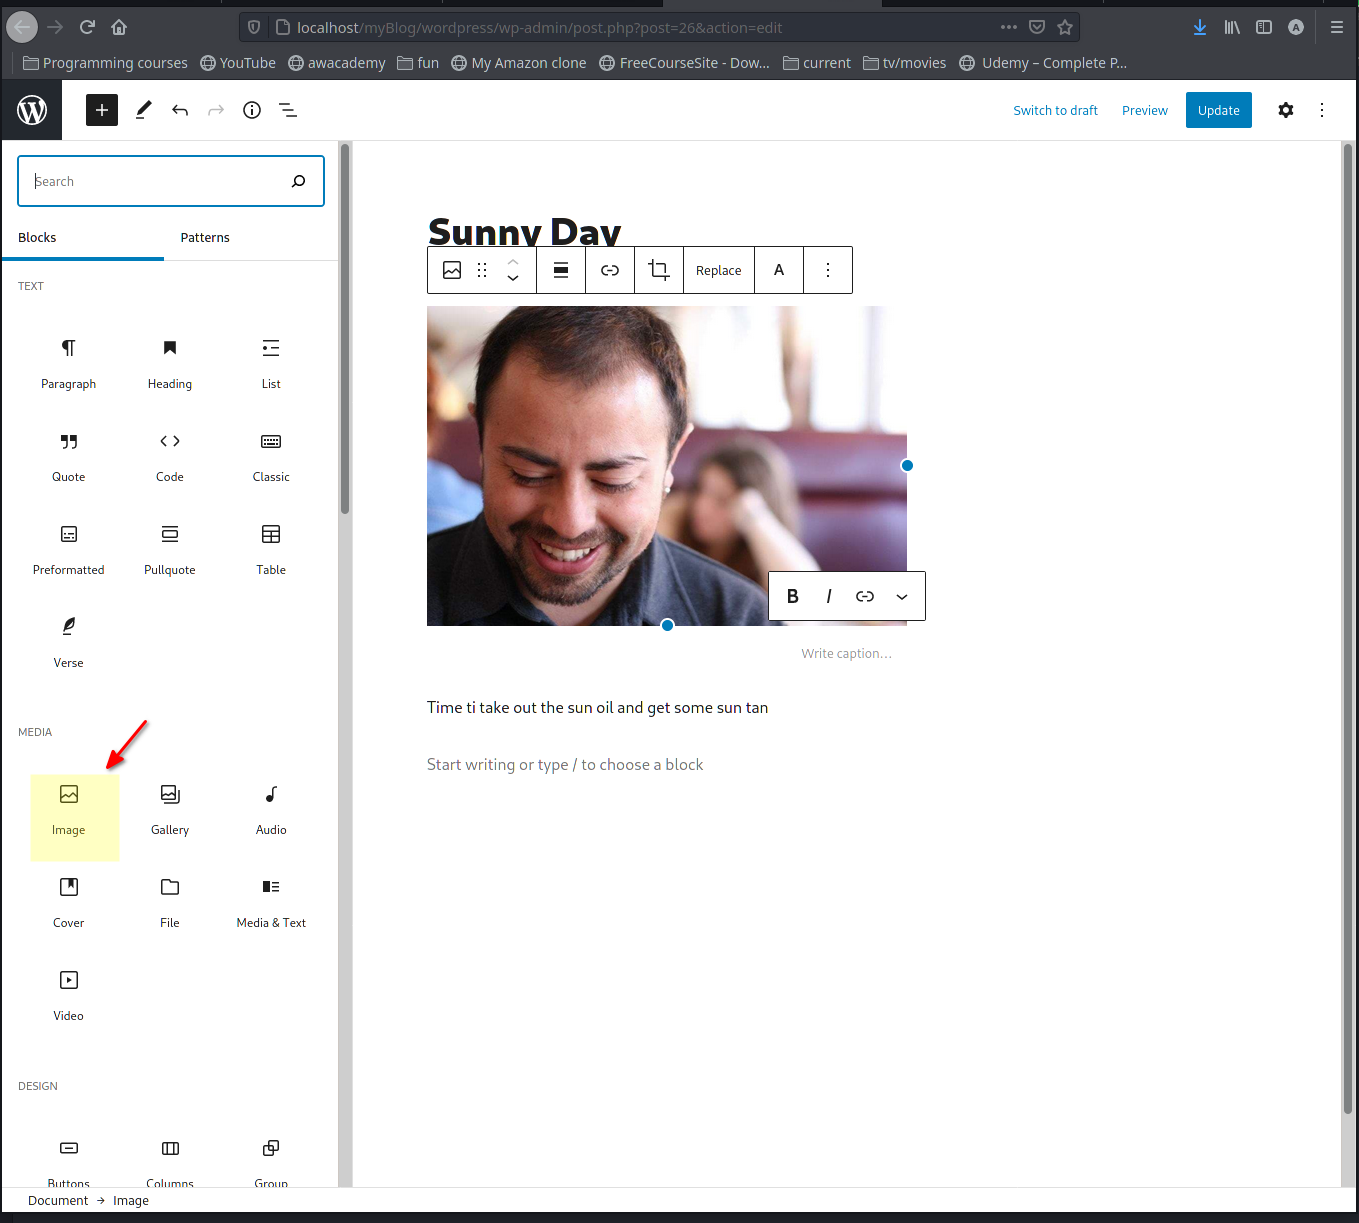 localhost/myBlog/wordpress/wp-admin/post.php?post=26&action=edit
A
Programming courses YouTube awacademy fun My Amazon clone FreeCourseSite - Dow... current tv/movies Udemy – Complete P...
Switch to draft Preview Update
Search
Blocks Patterns
TEXT
Paragraph Heading List
Quote Code Classic
Preformatted Pullquote Table
Verse
MEDIA
Image Gallery Audio
Cover File Media & Text
Video
DESIGN
Buttons Columns Group
Document → Image
Sunny Day
Replace A
B I
Write caption...
Time ti take out the sun oil and get some sun tan
Start writing or type / to choose a block